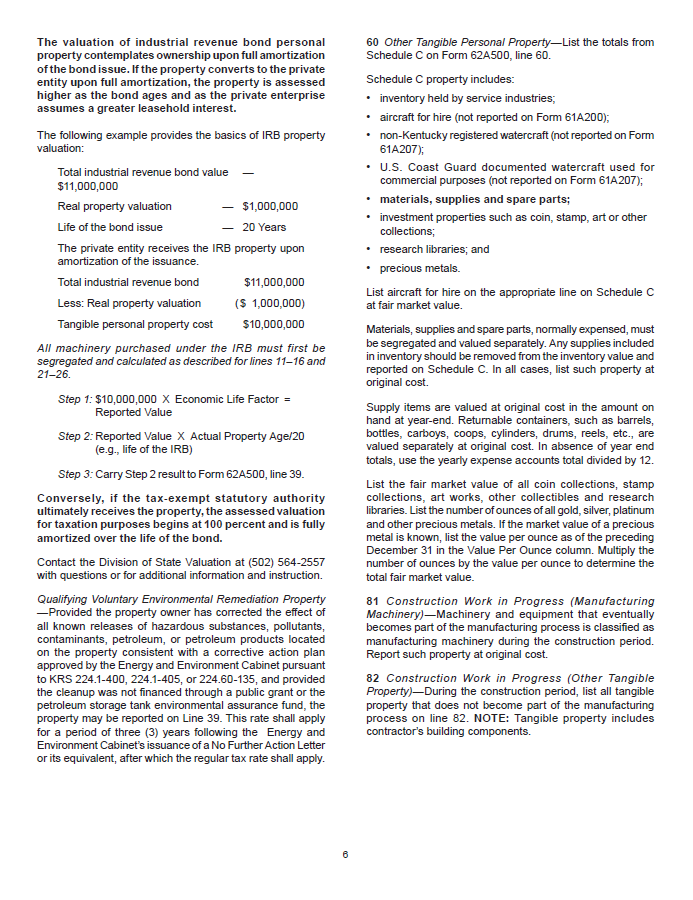 The valuation of industrial revenue bond personal
property contemplates ownership upon full amortization
of the bond issue. If the property converts to the private
entity upon full amortization, the property is assessed
higher as the bond ages and as the private enterprise
assumes a greater leasehold interest.
The following example provides the basics of IRB property
valuation:
Total industrial revenue bond value —
$11,000,000
Real property valuation — $1,000,000
Life of the bond issue — 20 Years
The private entity receives the IRB property upon
amortization of the issuance.
Total industrial revenue bond $11,000,000
Less: Real property valuation ($ 1,000,000)
Tangible personal property cost $10,000,000
All machinery purchased under the IRB must first be
segregated and calculated as described for lines 11–16 and
21–26.
Step 1: $10,000,000 X Economic Life Factor =
Reported Value
Step 2: Reported Value X Actual Property Age/20
(e.g., life of the IRB)
Step 3: Carry Step 2 result to Form 62A500, line 39.
Conversely, if the tax-exempt statutory authority
ultimately receives the property, the assessed valuation
for taxation purposes begins at 100 percent and is fully
amortized over the life of the bond.
Contact the Division of State Valuation at (502) 564-2557
with questions or for additional information and instruction.
Qualifying Voluntary Environmental Remediation Property
—Provided the property owner has corrected the effect of
all known releases of hazardous substances, pollutants,
contaminants, petroleum, or petroleum products located
on the property consistent with a corrective action plan
approved by the Energy and Environment Cabinet pursuant
to KRS 224.1-400, 224.1-405, or 224.60-135, and provided
the cleanup was not financed through a public grant or the
petroleum storage tank environmental assurance fund, the
property may be reported on Line 39. This rate shall apply
for a period of three (3) years following the Energy and
Environment Cabinet's issuance of a No Further Action Letter
or its equivalent, after which the regular tax rate shall apply.
60 Other Tangible Personal Property—List the totals from
Schedule C on Form 62A500, line 60.
Schedule C property includes:
• inventory held by service industries;
• aircraft for hire (not reported on Form 61A200);
• non-Kentucky registered watercraft (not reported on Form
61A207);
• U.S. Coast Guard documented watercraft used for
commercial purposes (not reported on Form 61A207);
• materials, supplies and spare parts;
• investment properties such as coin, stamp, art or other
collections;
• research libraries; and
• precious metals.
List aircraft for hire on the appropriate line on Schedule C
at fair market value.
Materials, supplies and spare parts, normally expensed, must
be segregated and valued separately. Any supplies included
in inventory should be removed from the inventory value and
reported on Schedule C. In all cases, list such property at
original cost.
Supply items are valued at original cost in the amount on
hand at year-end. Returnable containers, such as barrels,
bottles, carboys, coops, cylinders, drums, reels, etc., are
valued separately at original cost. In absence of year end
totals, use the yearly expense accounts total divided by 12.
List the fair market value of all coin collections, stamp
collections, art works, other collectibles and research
libraries. List the number of ounces of all gold, silver, platinum
and other precious metals. If the market value of a precious
metal is known, list the value per ounce as of the preceding
December 31 in the Value Per Ounce column. Multiply the
number of ounces by the value per ounce to determine the
total fair market value.
81 Construction Work in Progress (Manufacturing
Machinery)—Machinery and equipment that eventually
becomes part of the manufacturing process is classified as
manufacturing machinery during the construction period.
Report such property at original cost.
82 Construction Work in Progress (Other Tangible
Property)—During the construction period, list all tangible
property that does not become part of the manufacturing
process on line 82. NOTE: Tangible property includes
contractor's building components.
6